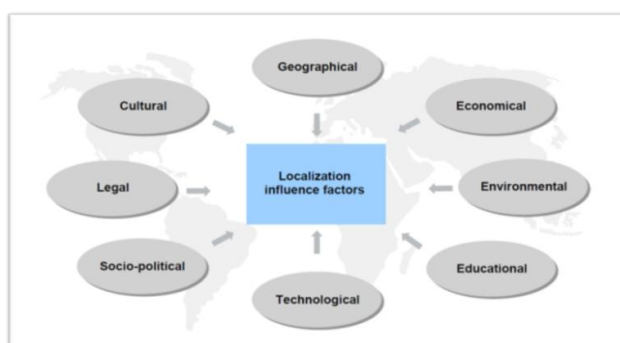 Geographical
Cultural
Economical
Localization
influence factors
Legal
Environmental
Socio-political
Educational
Technological